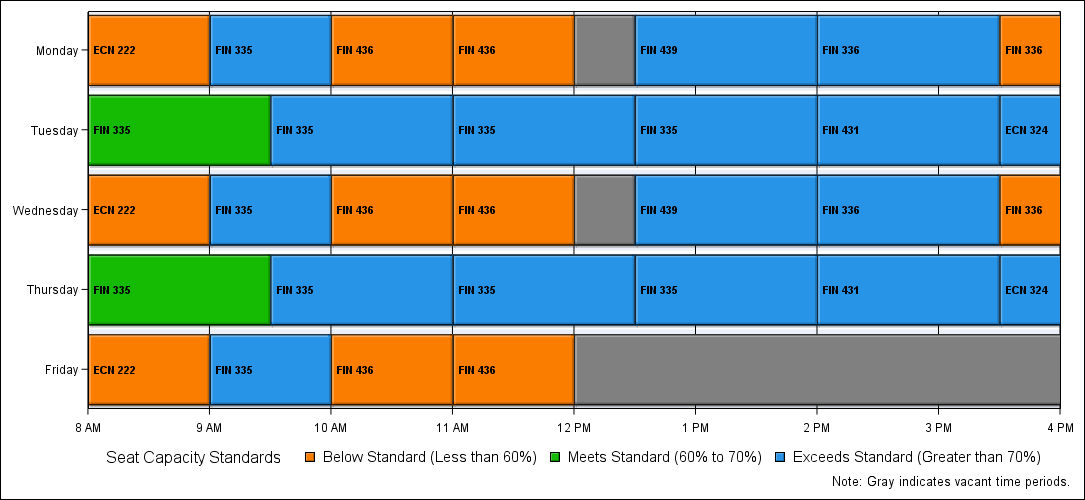 Monday ECN 222 FIN 335 FIN 436 FIN 436 FIN 439 FIN 336 FIN 336
Tuesday FIN 335 FIN 335 FIN 335 FIN 335 FIN 431 ECN 324
Wednesday ECN 222 FIN 335 FIN 436 FIN 436 FIN 439 FIN 336 FIN 336
Thursday FIN 335 FIN 335 FIN 335 FIN 335 FIN 431 ECN 324
Friday ECN 222 FIN 335 FIN 436 FIN 436
8 AM 9 AM 10 AM 11 AM 12 PM 1 PM 2 PM 3 PM 4 PM
Seat Capacity Standards Below Standard (Less than 60%) Meets Standard (60% to 70%) Exceeds Standard (Greater than 70%)
Note: Gray indicates vacant time periods.